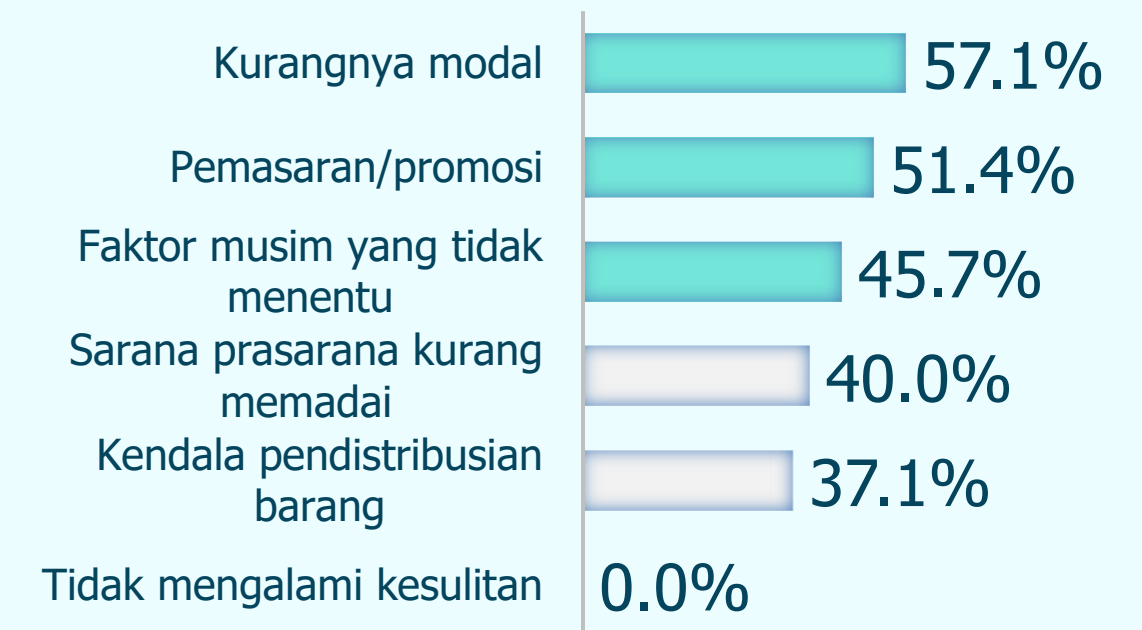 Kurangnya modal 57.1%
Pemasaran/promosi 51.4%
Faktor musim yang tidak
menentu 45.7%
Sarana prasarana kurang
memadai 40.0%
Kendala pendistribusian
barang 37.1%
Tidak mengalami kesulitan 0.0%